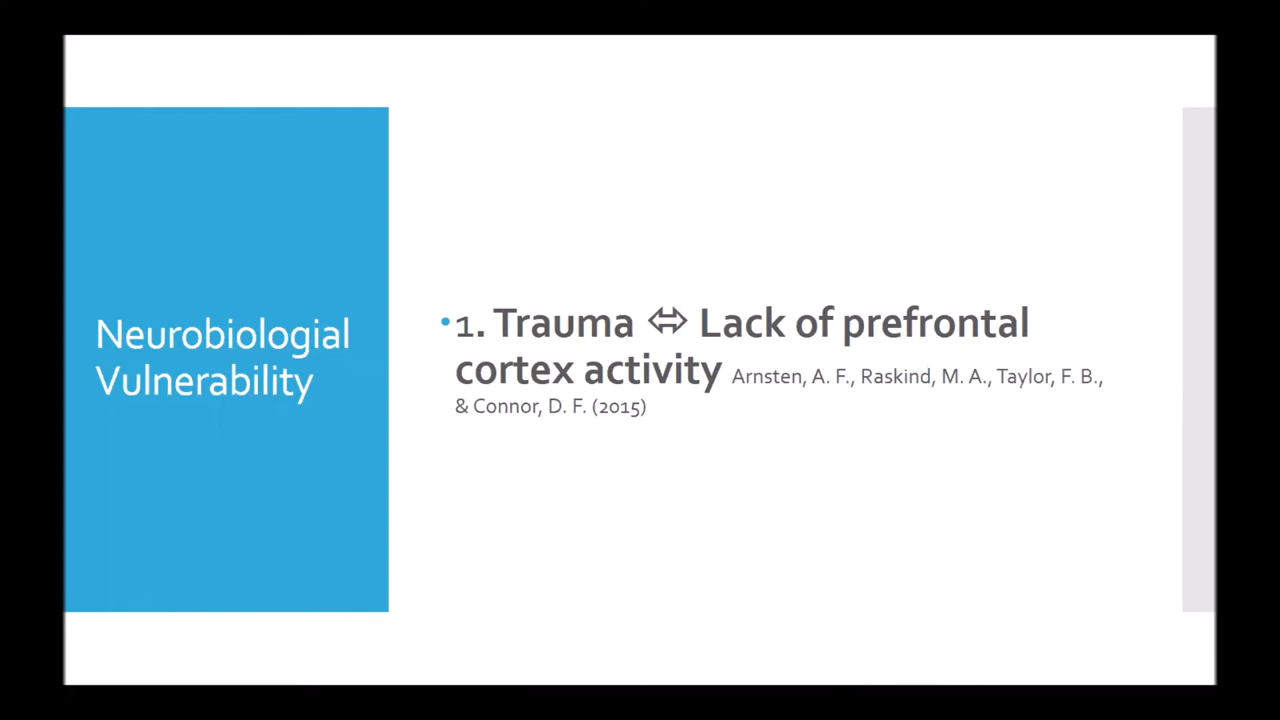 Neurobiologial
Vulnerability
•1. Trauma ⬄ Lack of prefrontal
cortex activity Arnsten, A. F., Raskind, M. A., Taylor, F. B.,
& Connor, D. F. (2015)